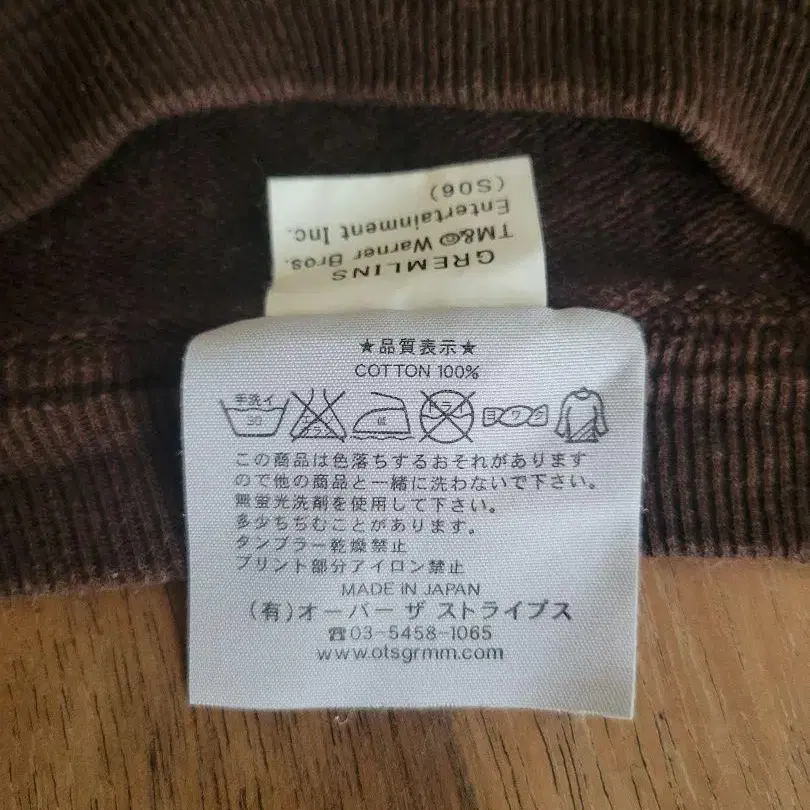 GREMLINS
TM&© Warner Bros.
Entertainment Inc.
(S06)
★品質表示★
COTTON 100%
手洗イ
30
低
ヨワク
この商品は色落ちするおそれがあります
ので他の商品と一緒に洗わないで下さい。
無蛍光洗剤を使用して下さい。
多少ちぢむことがあります。
タンブラー乾燥禁止
プリント部分アイロン禁止
MADE IN JAPAN
(有)オーバー ザ ストライプス
☎03-5458-1065
www.otsgrmm.com